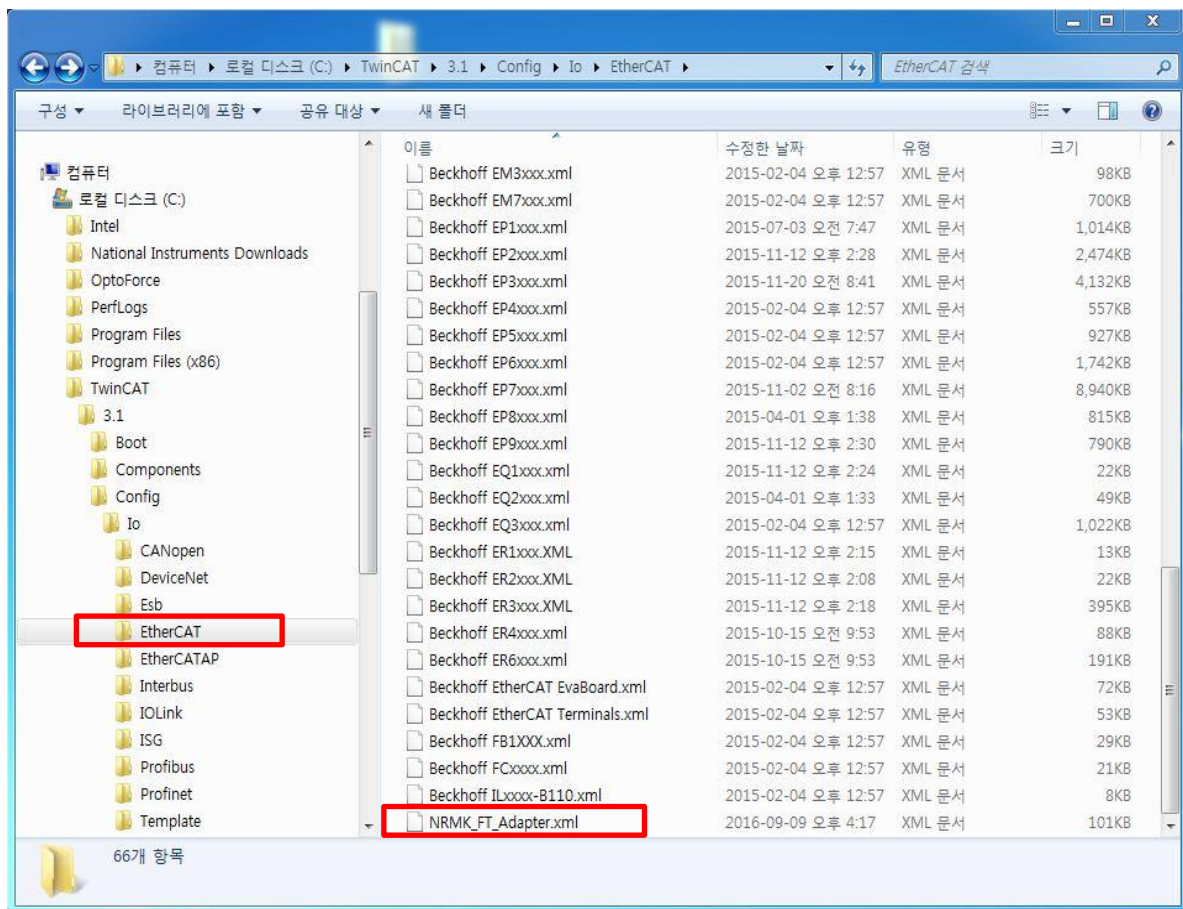 컴퓨터 ▸ 로컬 디스크 (C:) ▸ TwinCAT ▸ 3.1 ▸ Config ▸ Io ▸ EtherCAT ▸ EtherCAT 검색
구성 ▾ 라이브러리에 포함 ▾ 공유 대상 ▾ 새 폴더
컴퓨터
로컬 디스크 (C:)
Intel
National Instruments Downloads
OptoForce
PerfLogs
Program Files
Program Files (x86)
TwinCAT
3.1
Boot
Components
Config
Io
CANopen
DeviceNet
Esb
EtherCAT
EtherCATAP
Interbus
IOLink
ISG
Profibus
Profinet
Template
이름 수정한 날짜 유형 크기
Beckhoff EM3xxx.xml 2015-02-04 오후 12:57 XML 문서 98KB
Beckhoff EM7xxx.xml 2015-02-04 오후 12:57 XML 문서 700KB
Beckhoff EP1xxx.xml 2015-07-03 오전 7:47 XML 문서 1,014KB
Beckhoff EP2xxx.xml 2015-11-12 오후 2:28 XML 문서 2,474KB
Beckhoff EP3xxx.xml 2015-11-20 오전 8:41 XML 문서 4,132KB
Beckhoff EP4xxx.xml 2015-02-04 오후 12:57 XML 문서 557KB
Beckhoff EP5xxx.xml 2015-02-04 오후 12:57 XML 문서 927KB
Beckhoff EP6xxx.xml 2015-02-04 오후 12:57 XML 문서 1,742KB
Beckhoff EP7xxx.xml 2015-11-02 오전 8:16 XML 문서 8,940KB
Beckhoff EP8xxx.xml 2015-04-01 오후 1:38 XML 문서 815KB
Beckhoff EP9xxx.xml 2015-11-12 오후 2:30 XML 문서 790KB
Beckhoff EQ1xxx.xml 2015-11-12 오후 2:24 XML 문서 22KB
Beckhoff EQ2xxx.xml 2015-04-01 오후 1:33 XML 문서 49KB
Beckhoff EQ3xxx.xml 2015-02-04 오후 12:57 XML 문서 1,022KB
Beckhoff ER1xxx.XML 2015-11-12 오후 2:15 XML 문서 13KB
Beckhoff ER2xxx.XML 2015-11-12 오후 2:08 XML 문서 22KB
Beckhoff ER3xxx.XML 2015-11-12 오후 2:18 XML 문서 395KB
Beckhoff ER4xxx.xml 2015-10-15 오전 9:53 XML 문서 88KB
Beckhoff ER6xxx.xml 2015-10-15 오전 9:53 XML 문서 191KB
Beckhoff EtherCAT EvaBoard.xml 2015-02-04 오후 12:57 XML 문서 72KB
Beckhoff EtherCAT Terminals.xml 2015-02-04 오후 12:57 XML 문서 53KB
Beckhoff FB1XXX.xml 2015-02-04 오후 12:57 XML 문서 29KB
Beckhoff FCxxxx.xml 2015-02-04 오후 12:57 XML 문서 21KB
Beckhoff ILxxxx-B110.xml 2015-02-04 오후 12:57 XML 문서 8KB
NRMK_FT_Adapter.xml 2016-09-09 오후 4:17 XML 문서 101KB
66개 항목